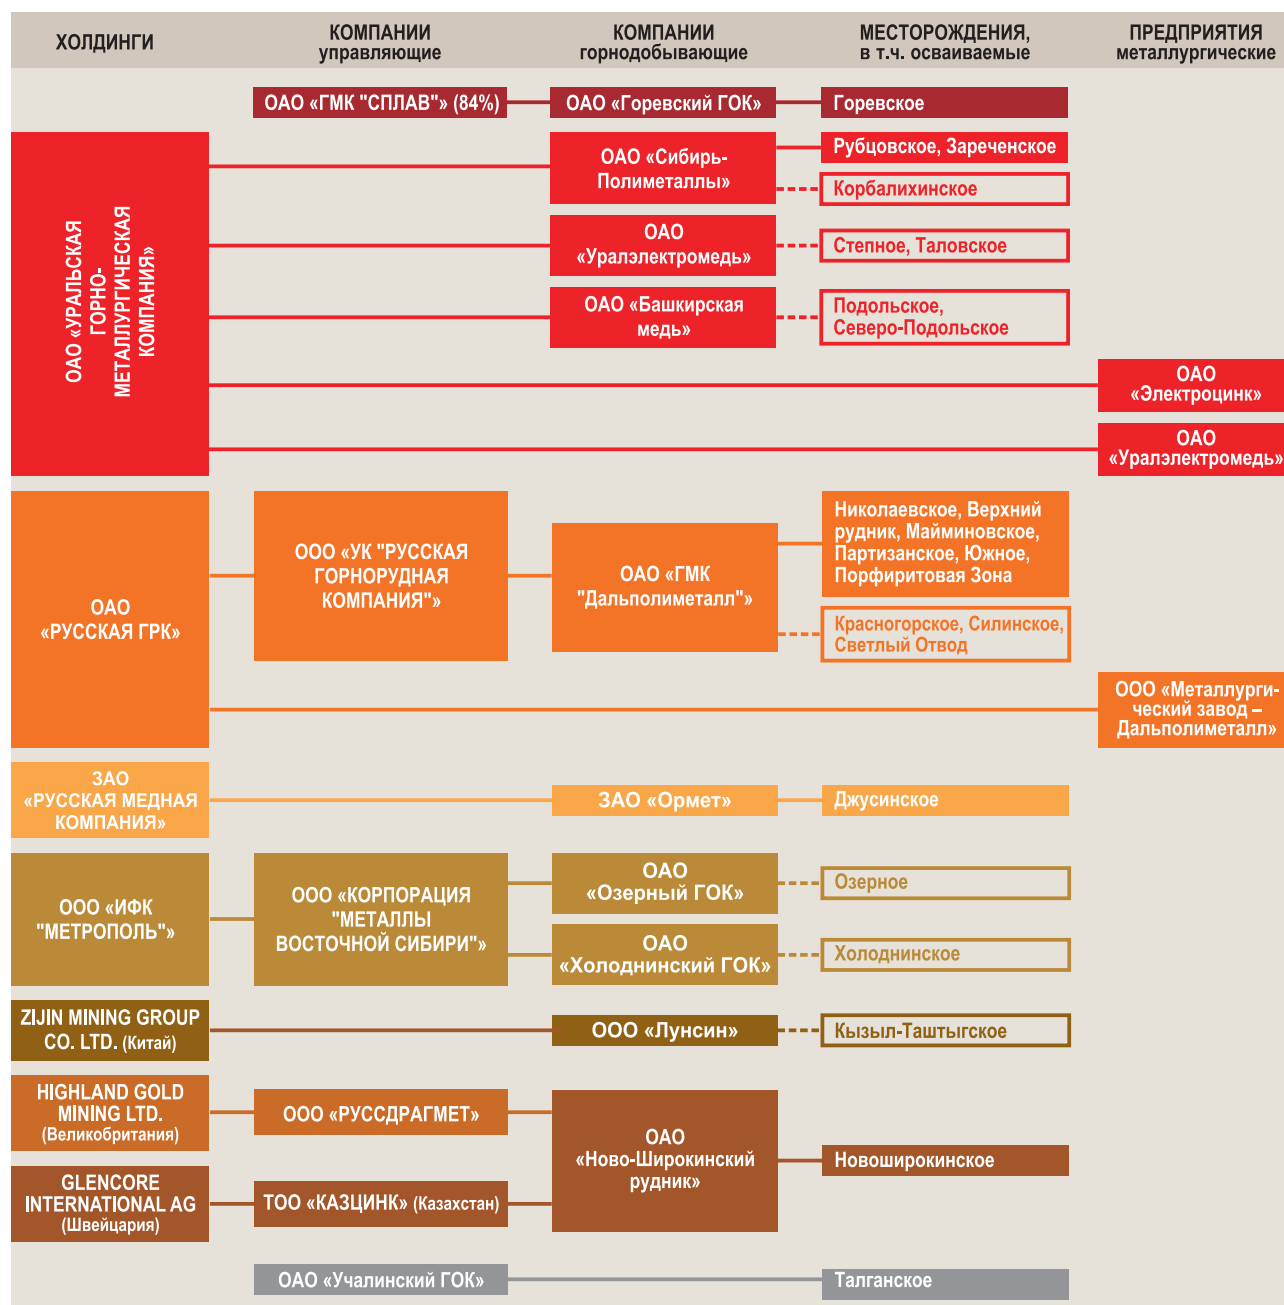 ХОЛДИНГИ
КОМПАНИИ
управляющие
КОМПАНИИ
горнодобывающие
МЕСТОРОЖДЕНИЯ,
в т.ч. осваиваемые
ПРЕДПРИЯТИЯ
металлургические
ОАО «ГМК "СПЛАВ"» (84%)
ОАО «Горевский ГОК»
Горевское
ОАО «УРАЛЬСКАЯ
ГОРНО-
МЕТАЛЛУРГИЧЕСКАЯ
КОМПАНИЯ»
ОАО «Сибирь-
Полиметаллы»
Рубцовское, Зареченское
Корбалихинское
ОАО
«Уралэлектромедь»
Степное, Таловское
ОАО «Башкирская
медь»
Подольское,
Северо-Подольское
ОАО
«Электроцинк»
ОАО
«Уралэлектромедь»
ОАО
«РУССКАЯ ГРК»
ООО «УК "РУССКАЯ
ГОРНОРУДНАЯ
КОМПАНИЯ"»
ОАО «ГМК
"Дальполиметалл"»
Николаевское, Верхний
рудник, Майминовское,
Партизанское, Южное,
Порфиритовая Зона
Красногорское, Силинское,
Светлый Отвод
ООО «Металлурги-
ческий завод –
Дальполиметалл»
ЗАО
«РУССКАЯ МЕДНАЯ
КОМПАНИЯ»
ЗАО «Ормет»
Джусинское
ООО «ИФК
"МЕТРОПОЛЬ"»
ООО «КОРПОРАЦИЯ
"МЕТАЛЛЫ
ВОСТОЧНОЙ СИБИРИ"»
ОАО
«Озерный ГОК»
Озерное
ОАО
«Холоднинский ГОК»
Холоднинское
ZIJIN MINING GROUP
CO. LTD. (Китай)
ООО «Лунсин»
Кызыл-Таштыгское
HIGHLAND GOLD
MINING LTD.
(Великобритания)
ООО «РУССДРАГМЕТ»
ОАО
«Ново-Широкинский
рудник»
Новоширокинское
GLENCORE
INTERNATIONAL AG
(Швейцария)
ТОО «КАЗЦИНК» (Казахстан)
ОАО «Учалинский ГОК»
Талганское